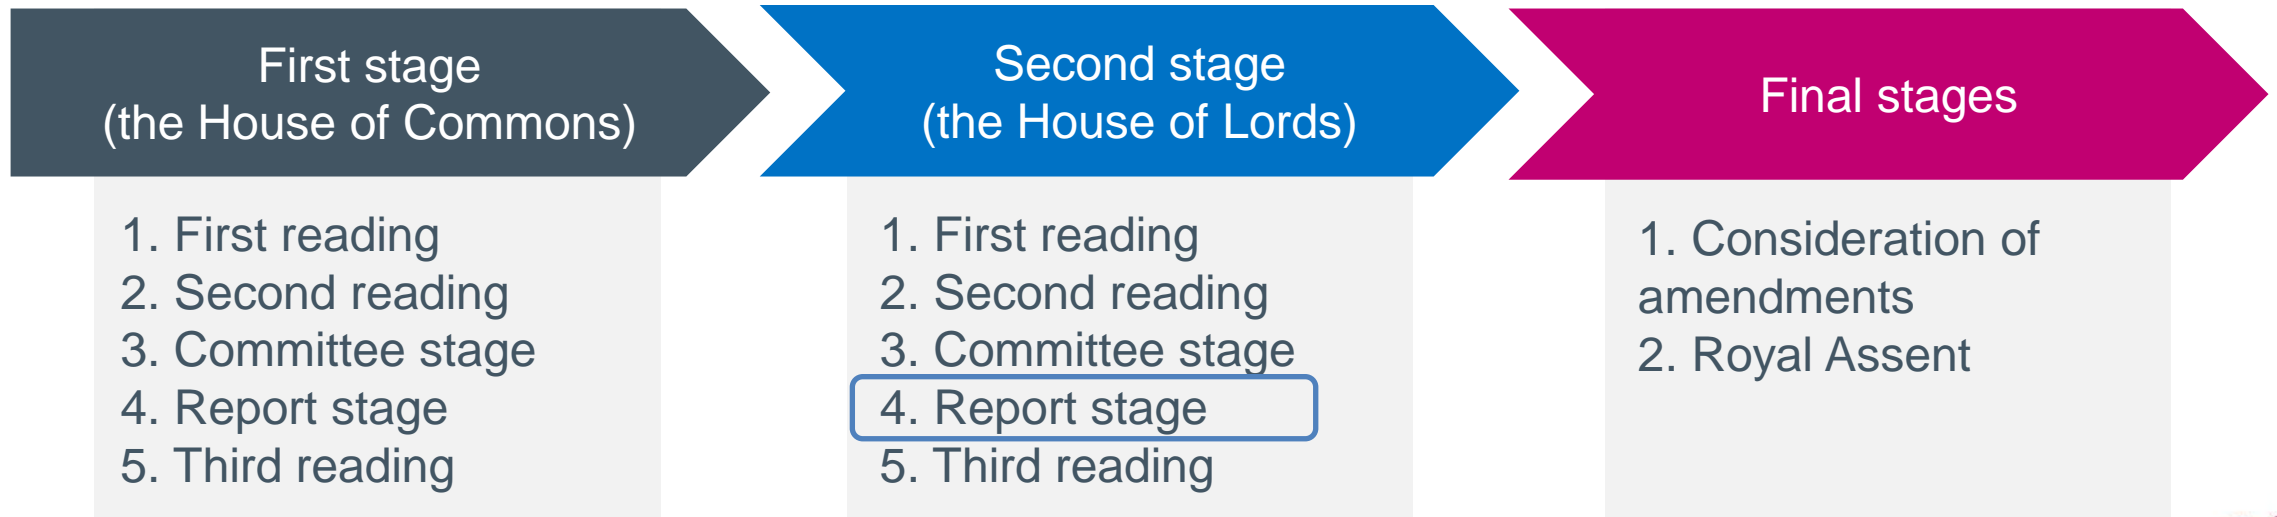 First stage
(the House of Commons)
1. First reading
2. Second reading
3. Committee stage
4. Report stage
5. Third reading
Second stage
(the House of Lords)
1. First reading
2. Second reading
3. Committee stage
4. Report stage
5. Third reading
Final stages
1. Consideration of
amendments
2. Royal Assent